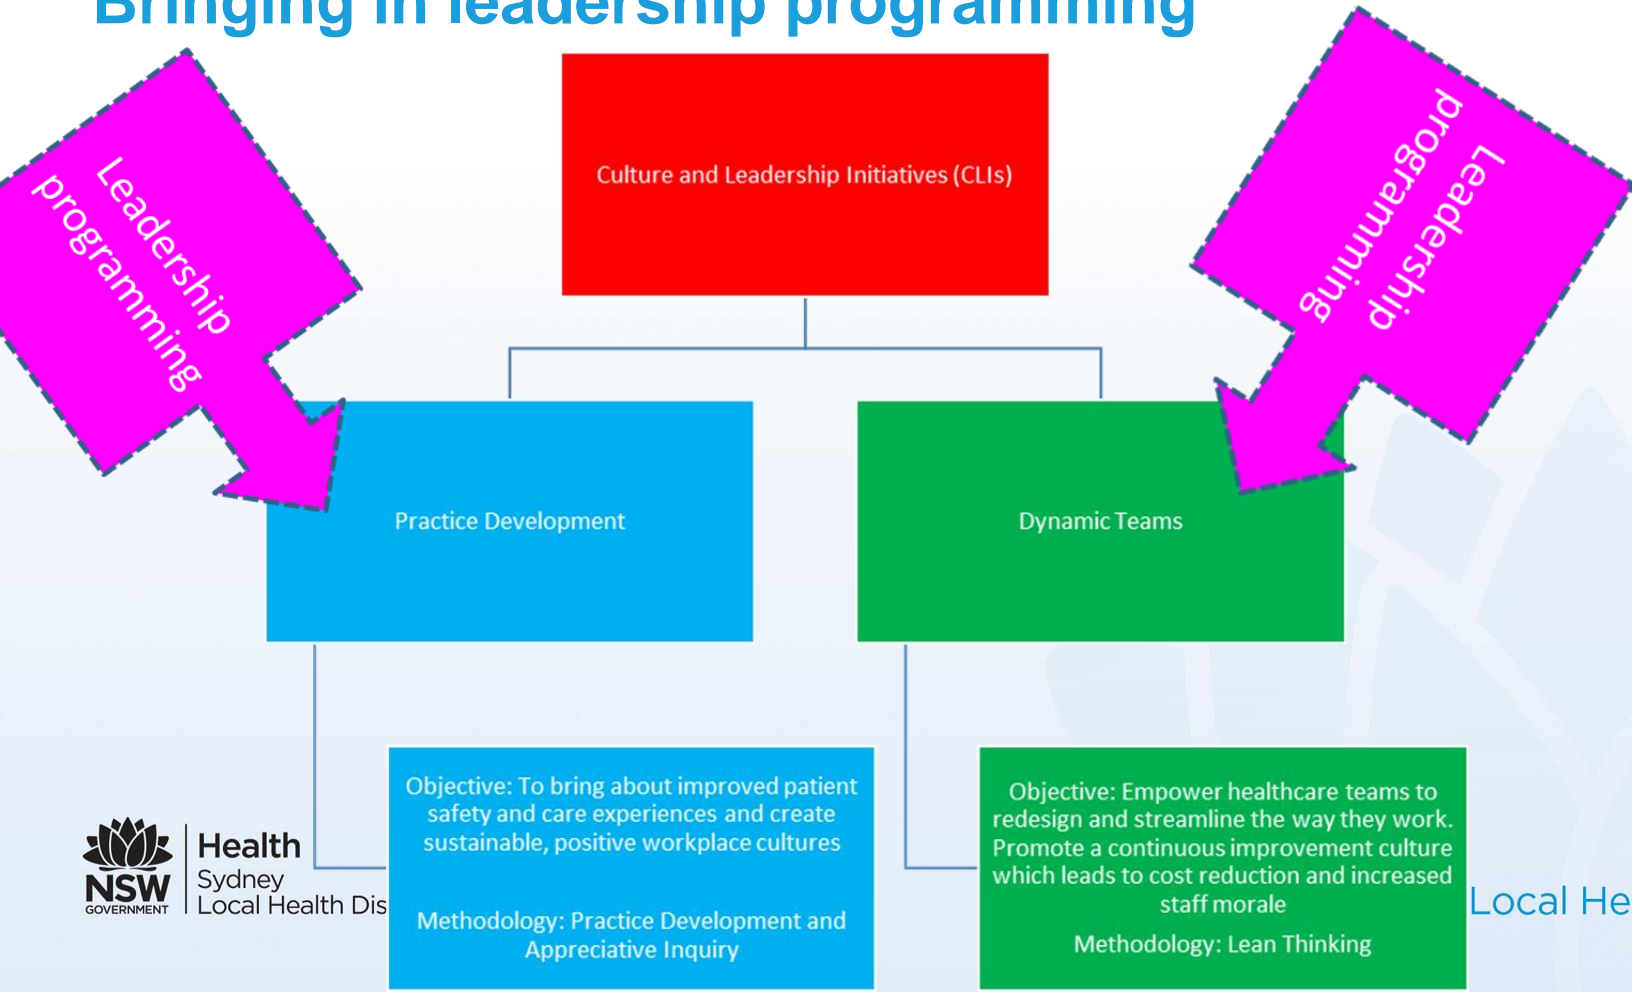 Bringing in leadership programming
Culture and Leadership Initiatives (CLIs)
Leadership
programming
Leadership
programming
Practice Development
Dynamic Teams
Objective: To bring about improved patient
safety and care experiences and create
sustainable, positive workplace cultures
Methodology: Practice Development and
Appreciative Inquiry
Objective: Empower healthcare teams to
redesign and streamline the way they work.
Promote a continuous improvement culture
which leads to cost reduction and increased
staff morale
Methodology: Lean Thinking
NSW
GOVERNMENT
Health
Sydney
Local Health Dis
Local He